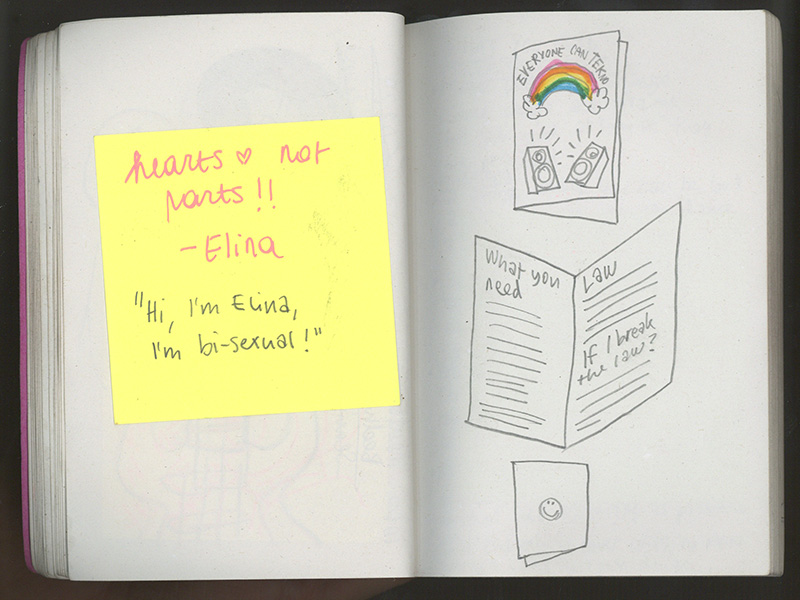 hearts ♡ not
parts!!
-Elina
"Hi, I'm Elina,
I'm bi-sexual!"
EVERYONE CAN TEKNO
What you
need
Law
If I break
the law?